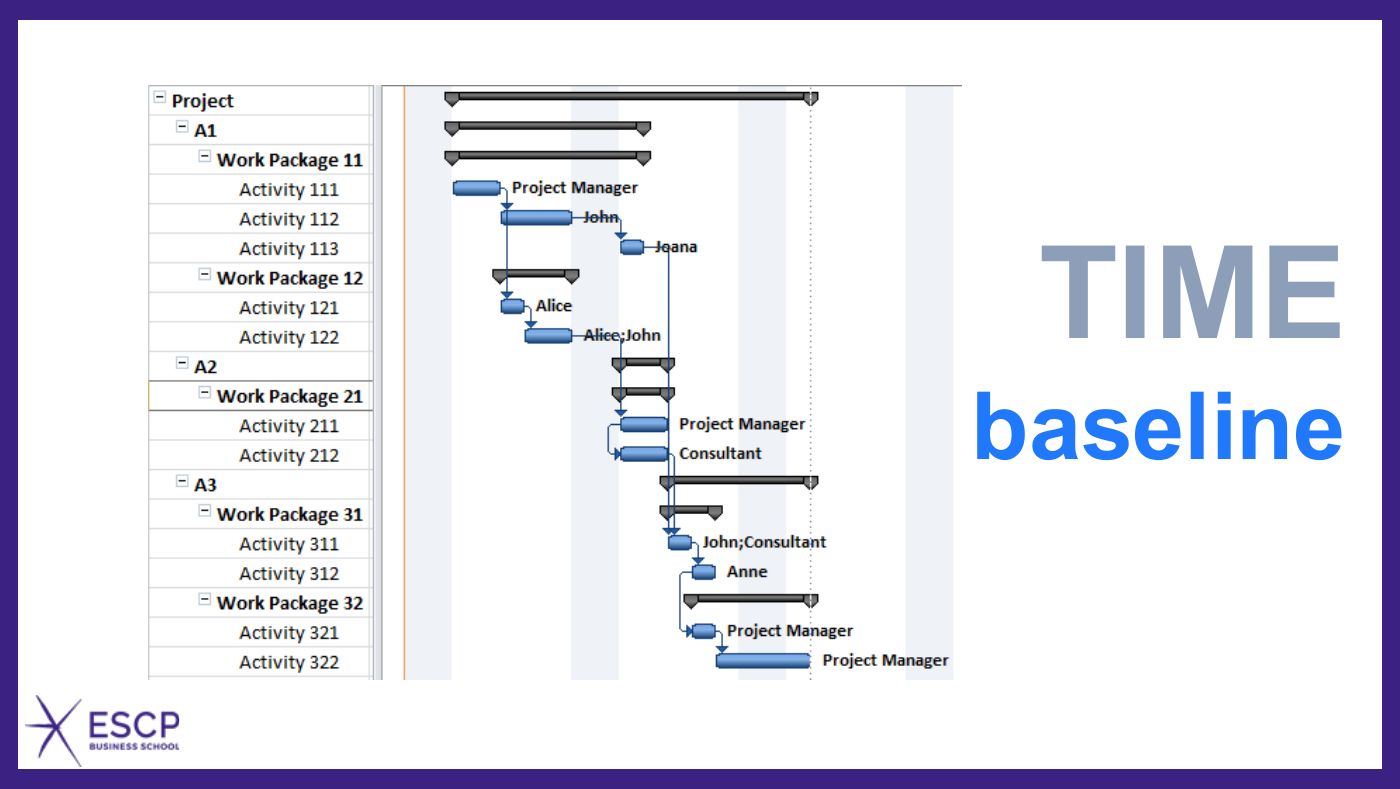 Project
A1
Work Package 11
Activity 111 Project Manager
Activity 112 John
Activity 113 Joana
Work Package 12
Activity 121 Alice
Activity 122 Alice;John
A2
Work Package 21
Activity 211 Project Manager
Activity 212 Consultant
A3
Work Package 31
Activity 311 John;Consultant
Activity 312 Anne
Work Package 32
Activity 321 Project Manager
Activity 322 Project Manager
TIME
baseline
ESCP
BUSINESS SCHOOL